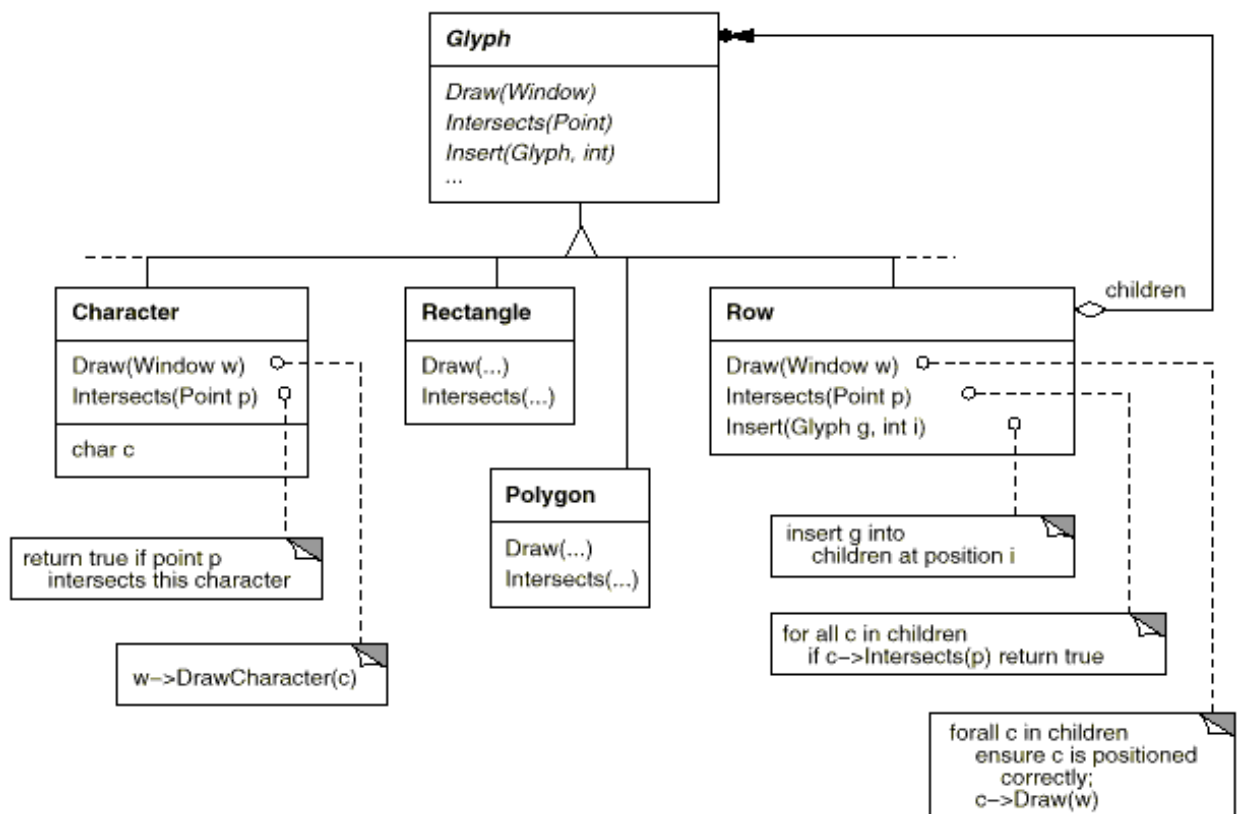 Glyph
Draw(Window)
Intersects(Point)
Insert(Glyph, int)
...
children
Character
Draw(Window w)
Intersects(Point p)
char c
Rectangle
Draw(...)
Intersects(...)
Row
Draw(Window w)
Intersects(Point p)
Insert(Glyph g, int i)
Polygon
Draw(...)
Intersects(...)
return true if point p
intersects this character
w->DrawCharacter(c)
insert g into
children at position i
for all c in children
if c->Intersects(p) return true
forall c in children
ensure c is positioned
correctly;
c->Draw(w)